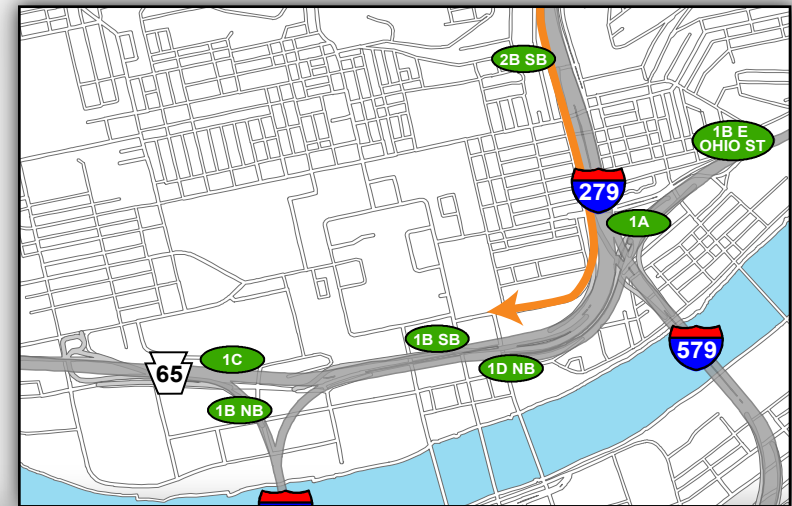 2B SB
1B E
OHIO ST
279
1A
1B SB
579
1C
1D NB
65
1B NB